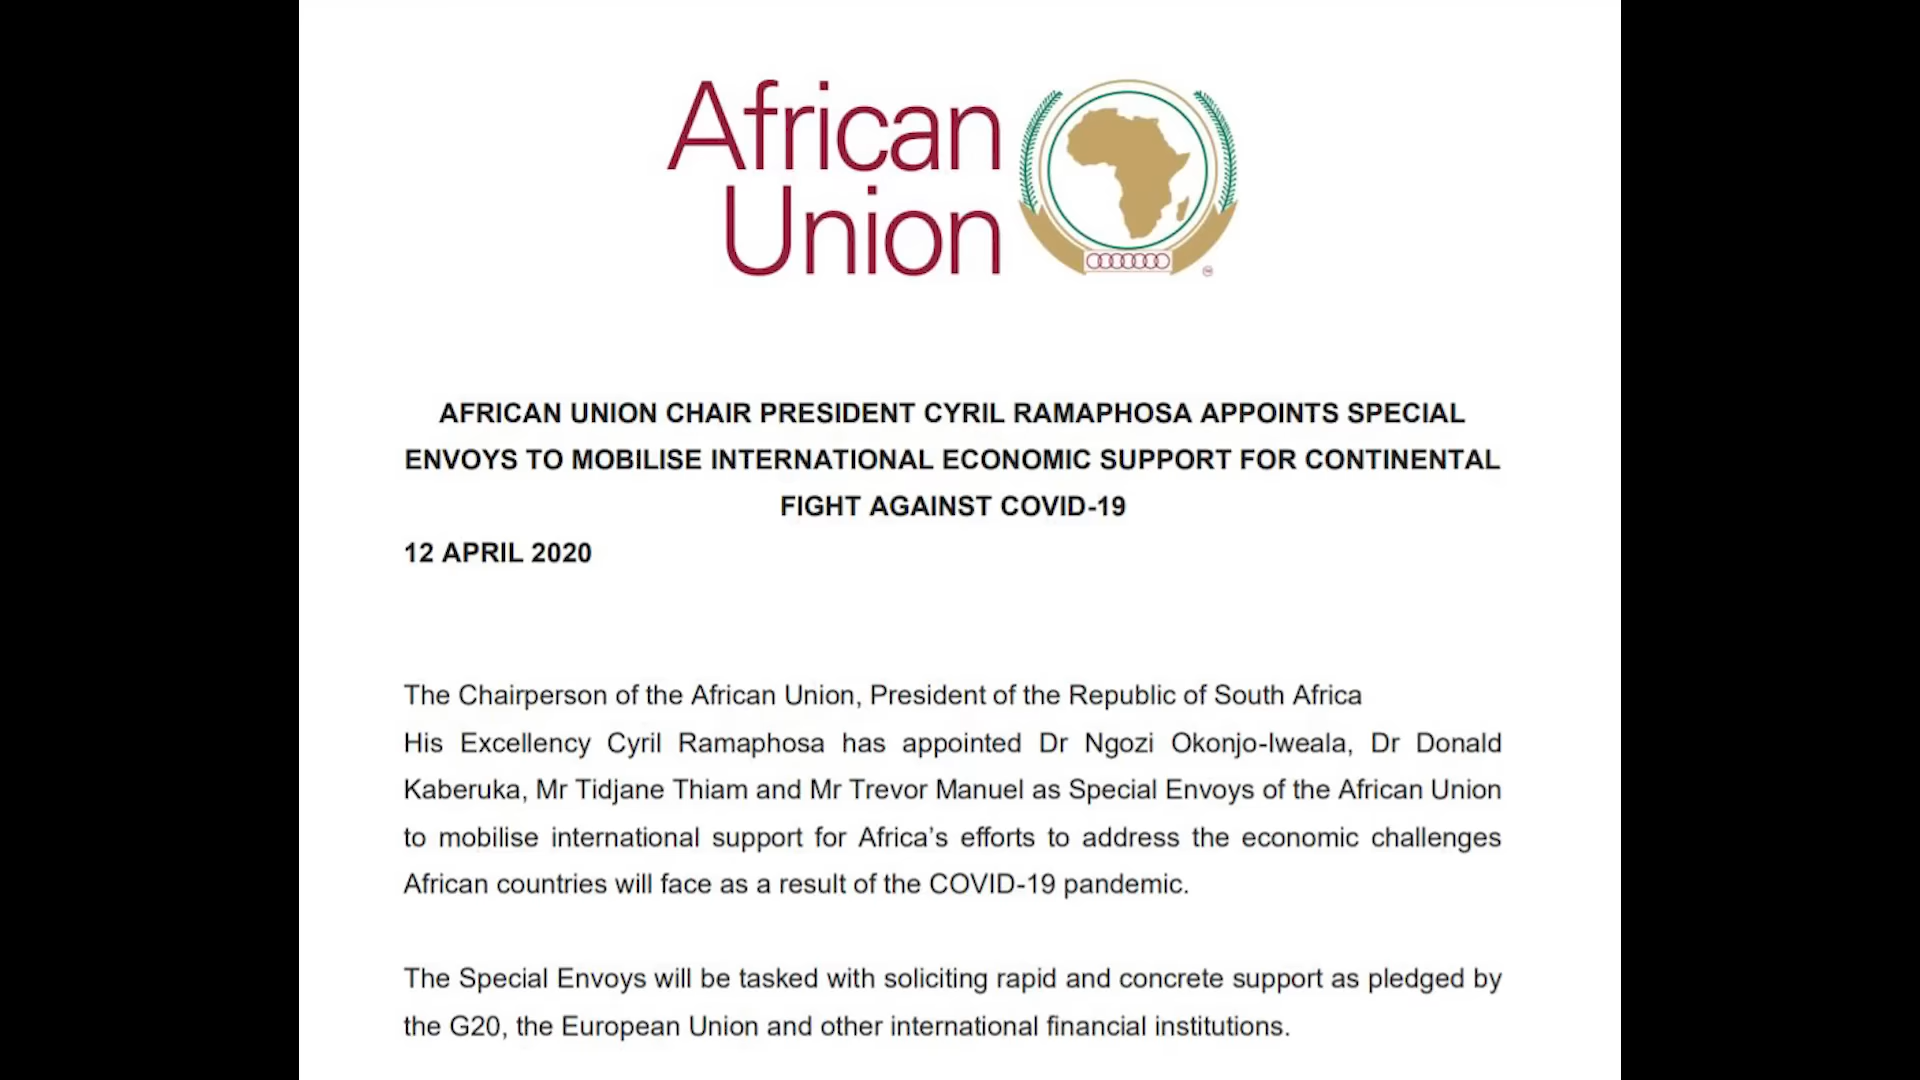 African
Union
AFRICAN UNION CHAIR PRESIDENT CYRIL RAMAPHOSA APPOINTS SPECIAL
ENVOYS TO MOBILISE INTERNATIONAL ECONOMIC SUPPORT FOR CONTINENTAL
FIGHT AGAINST COVID-19
12 APRIL 2020
The Chairperson of the African Union, President of the Republic of South Africa
His Excellency Cyril Ramaphosa has appointed Dr Ngozi Okonjo-Iweala, Dr Donald
Kaberuka, Mr Tidjane Thiam and Mr Trevor Manuel as Special Envoys of the African Union
to mobilise international support for Africa’s efforts to address the economic challenges
African countries will face as a result of the COVID-19 pandemic.
The Special Envoys will be tasked with soliciting rapid and concrete support as pledged by
the G20, the European Union and other international financial institutions.